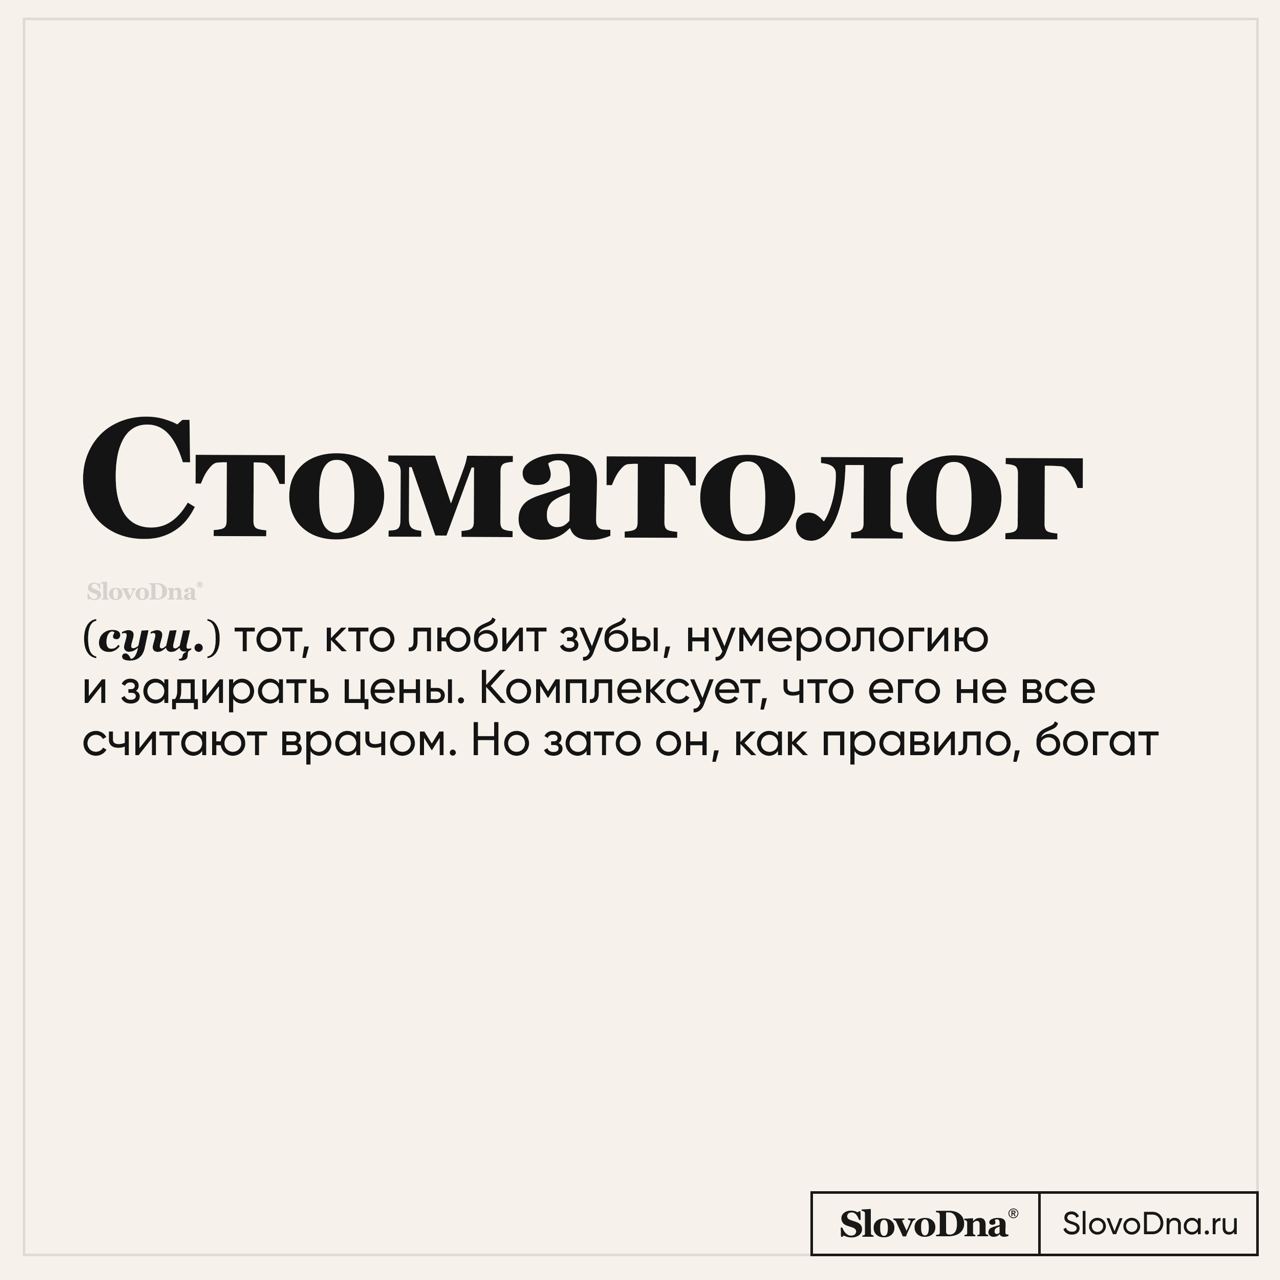 Стоматолог
SlovoDna®
(сущ.) тот, кто любит зубы, нумерологию
и задирать цены. Комплексует, что его не все
считают врачом. Но зато он, как правило, богат
SlovoDna® SlovoDna.ru